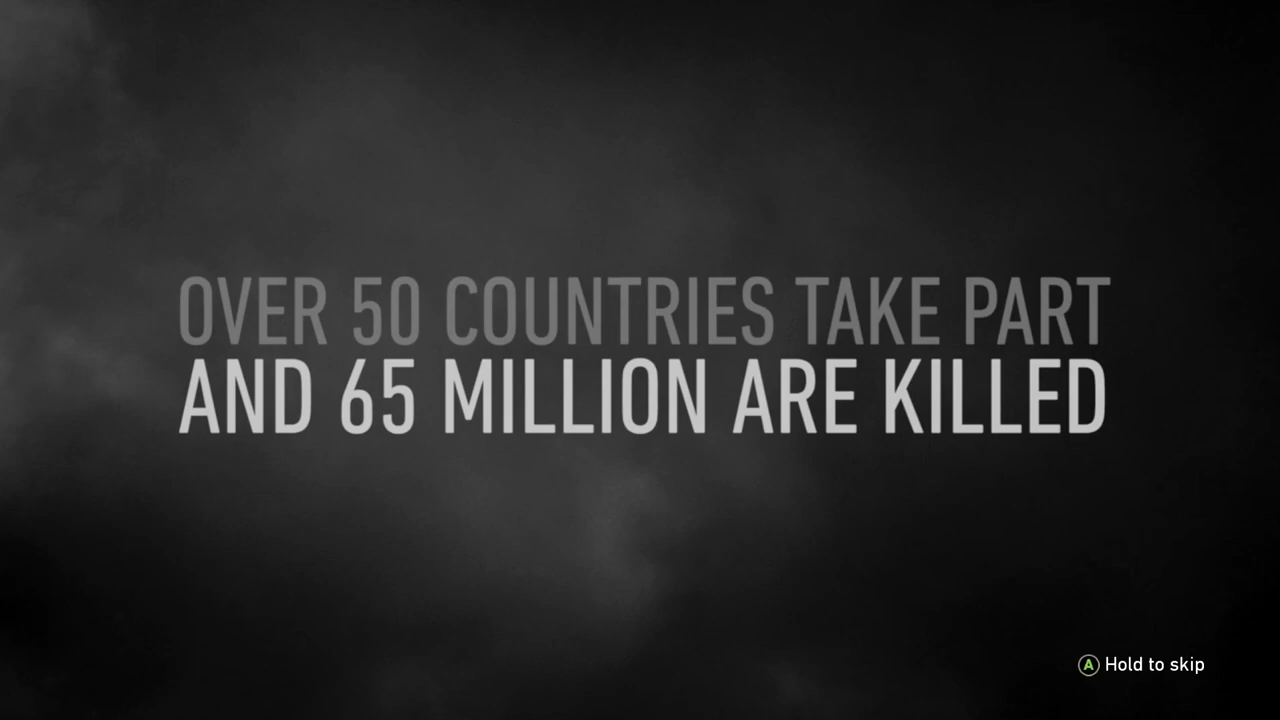 OVER 50 COUNTRIES TAKE PART
AND 65 MILLION ARE KILLED
A Hold to skip